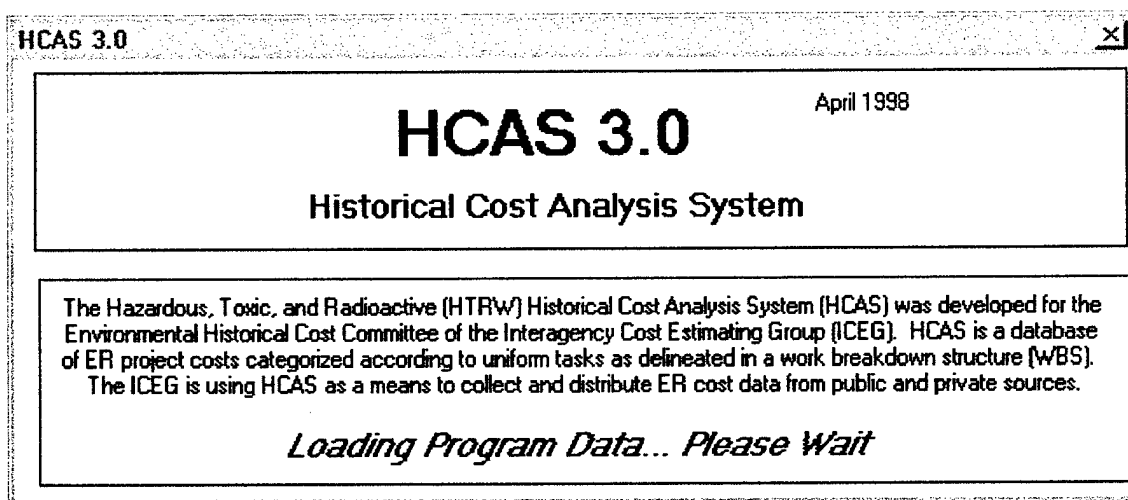 HCAS 3.0
April 1998
HCAS 3.0
Historical Cost Analysis System
The Hazardous, Toxic, and Radioactive (HTRW) Historical Cost Analysis System (HCAS) was developed for the
Environmental Historical Cost Committee of the Interagency Cost Estimating Group (ICEG). HCAS is a database
of ER project costs categorized according to uniform tasks as delineated in a work breakdown structure (WBS).
The ICEG is using HCAS as a means to collect and distribute ER cost data from public and private sources.
Loading Program Data... Please Wait